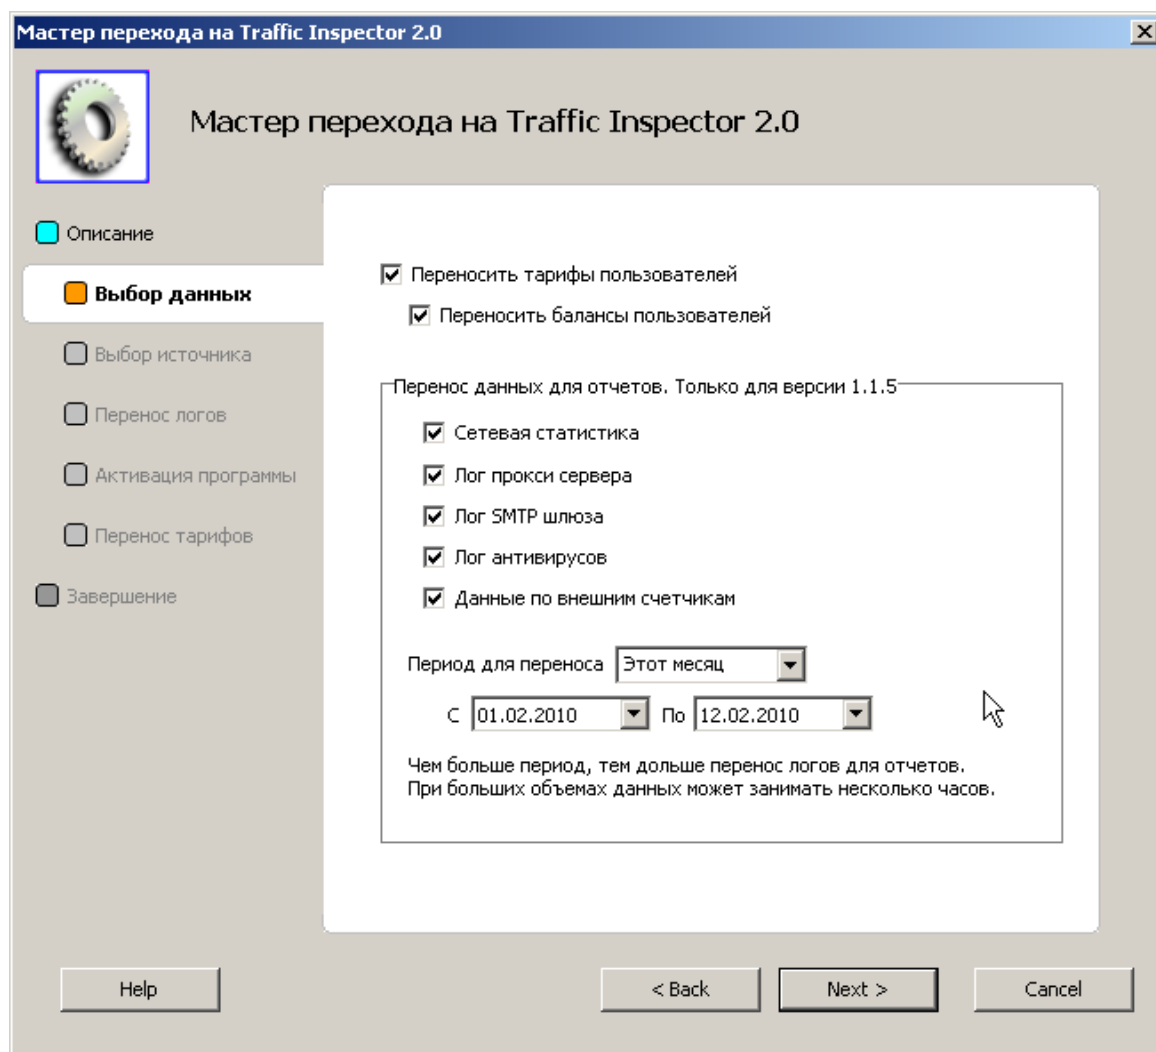 Мастер перехода на Traffic Inspector 2.0
Мастер перехода на Traffic Inspector 2.0
Описание
Выбор данных
Выбор источника
Перенос логов
Активация программы
Перенос тарифов
Завершение
Переносить тарифы пользователей
Переносить балансы пользователей
Перенос данных для отчетов. Только для версии 1.1.5
Сетевая статистика
Лог прокси сервера
Лог SMTP шлюза
Лог антивирусов
Данные по внешним счетчикам
Период для переноса Этот месяц
С 01.02.2010 По 12.02.2010
Чем больше период, тем дольше перенос логов для отчетов.
При больших объемах данных может занимать несколько часов.
Help < Back Next > Cancel